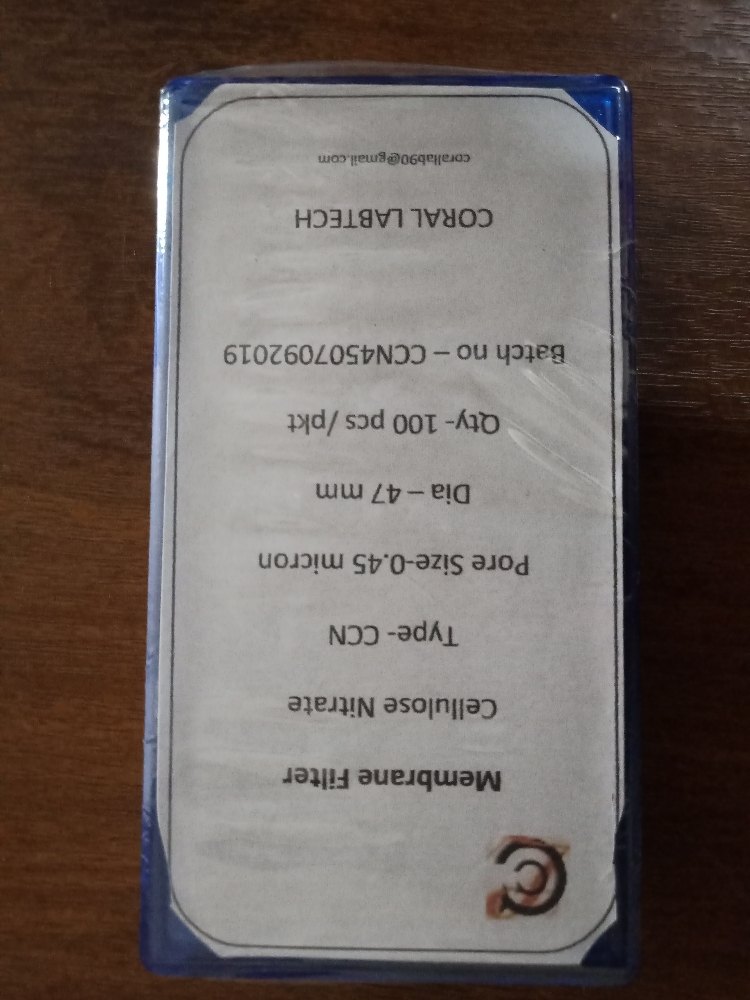 Membrane Filter
Cellulose Nitrate
Type- CCN
Pore Size-0.45 micron
Dia – 47 mm
Qty- 100 pcs / pkt
Batch no – CCN4507092019
CORAL LABTECH
corallab90@gmail.com